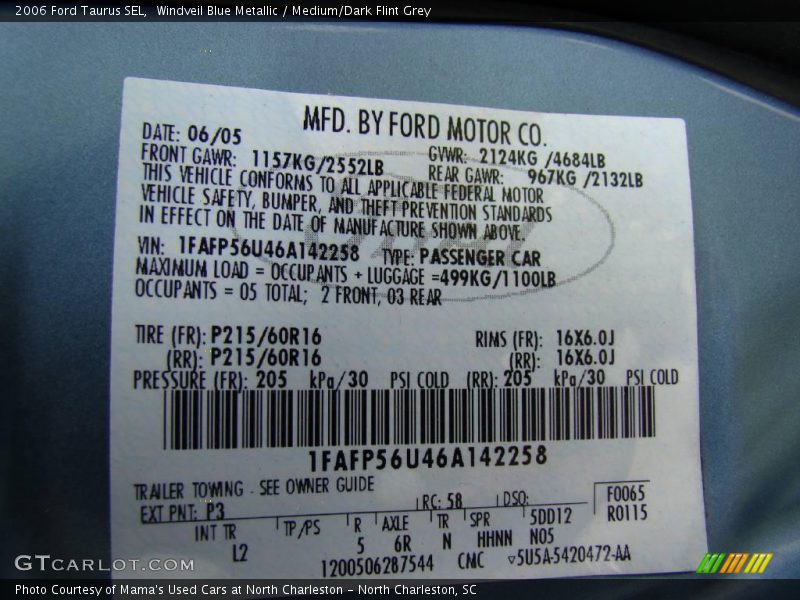 2006 Ford Taurus SEL,  Windveil Blue Metallic / Medium/Dark Flint Grey
MFD. BY FORD MOTOR CO.
DATE: 06/05 GVWR: 2124KG /4684LB
FRONT GAWR: 1157KG/2552LB REAR GAWR: 967KG /2132LB
THIS VEHICLE CONFORMS TO ALL APPLICABLE FEDERAL MOTOR
VEHICLE SAFETY, BUMPER, AND THEFT PREVENTION STANDARDS
IN EFFECT ON THE DATE OF MANUFACTURE SHOWN ABOVE.
VIN: 1FAFP56U46A142258 TYPE: PASSENGER CAR
MAXIMUM LOAD = OCCUPANTS + LUGGAGE =499KG/1100LB
OCCUPANTS = 05 TOTAL; 2 FRONT, 03 REAR
TIRE (FR): P215/60R16 RIMS (FR): 16X6.0J
(RR): P215/60R16 (RR): 16X6.0J
PRESSURE (FR): 205 kPa/30 PSI COLD (RR): 205 kPa/30 PSI COLD
1FAFP56U46A142258
TRAILER TOWING - SEE OWNER GUIDE
EXT PNT: P3 RC: 58 DSO: F0065
R0115
INT TR TP/PS R AXLE TR SPR 5DD12
L2 5 6R N HHNN N05
1200506287544 CMC ▽5U5A-5420472-AA
GTCARLOT.COM
Photo Courtesy of Mama's Used Cars at North Charleston - North Charleston, SC